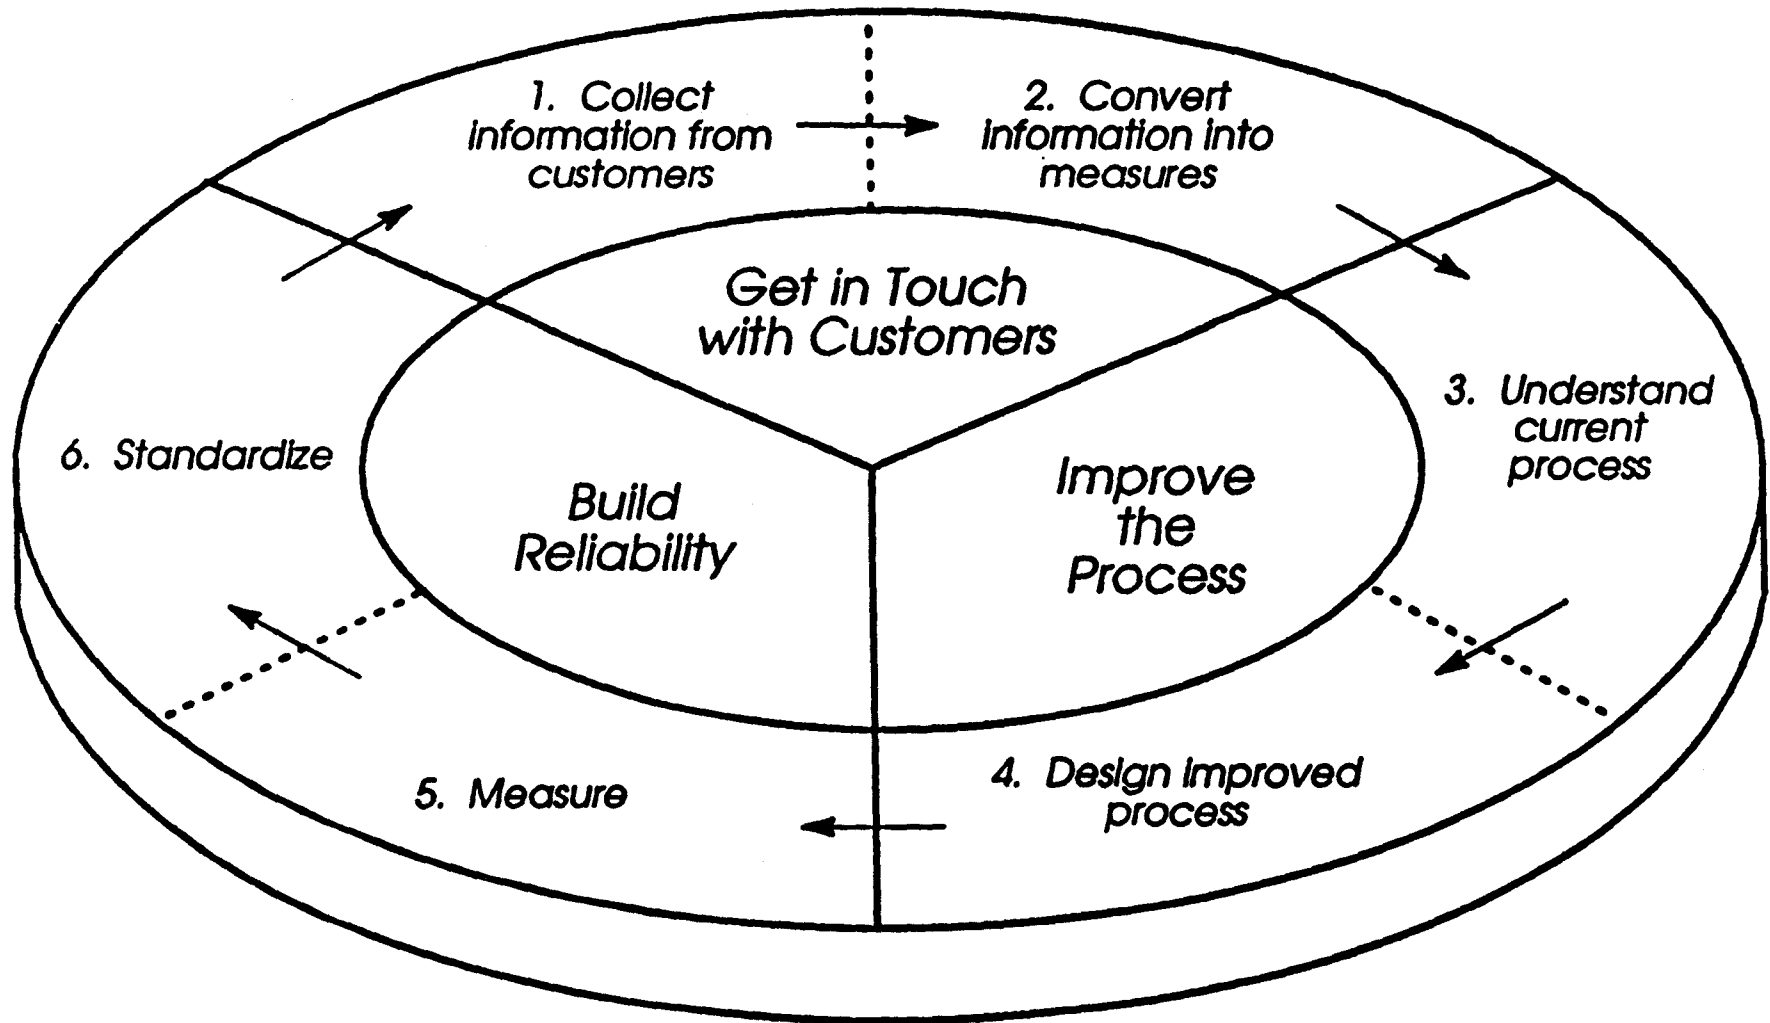 1. Collect
information from
customers
2. Convert
information into
measures
Get in Touch
with Customers
3. Understand
current
process
6. Standardize
Improve
the
Process
Build
Reliability
4. Design improved
process
5. Measure